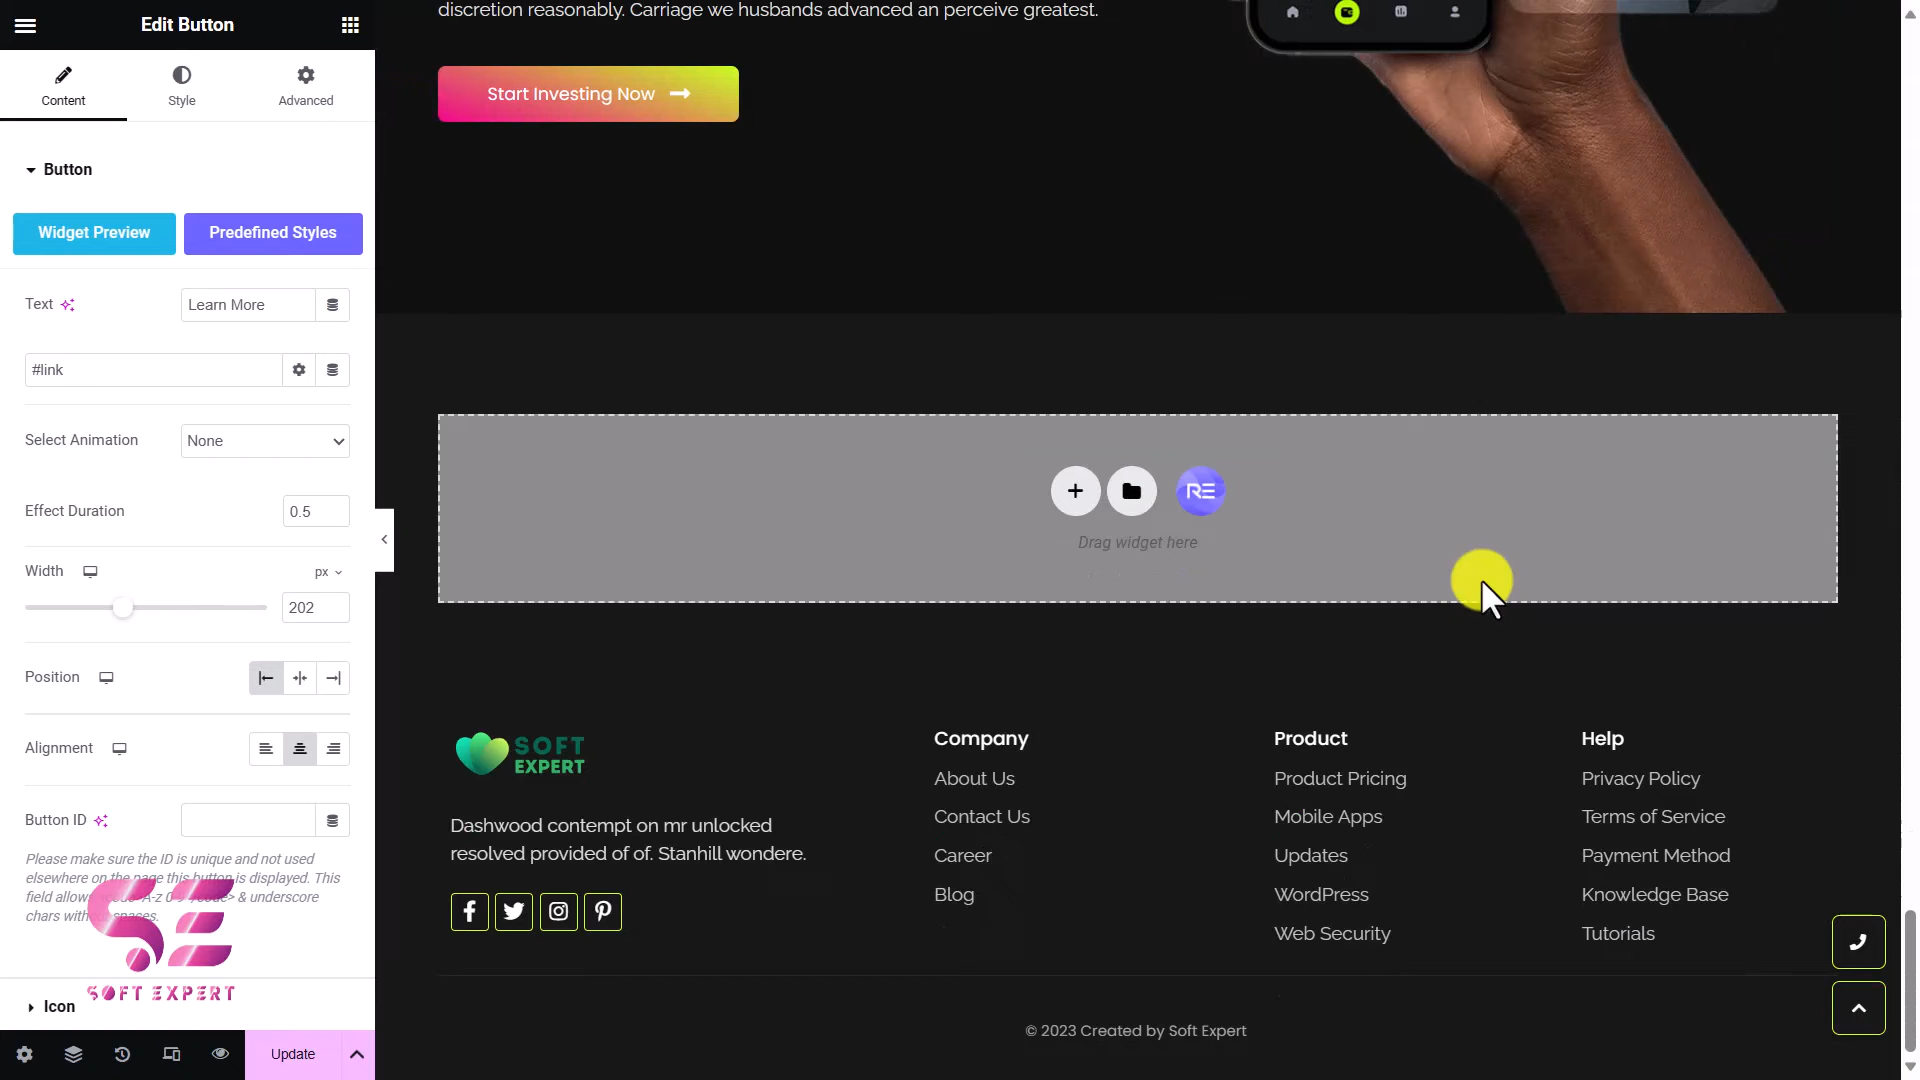 Edit Button
Content
Style
Advanced
Button
Widget Preview
Predefined Styles
Text
Learn More
#link
Select Animation
None
Effect Duration
0.5
Width
px
202
Position
Alignment
Button ID
Please make sure the ID is unique and not used
elsewhere on the page this button is displayed. This
field allows A-z 0-9 & underscore
chars without spaces.
SOFT EXPERT
Icon
Update
discretion reasonably. Carriage we husbands advanced an perceive greatest.
Start Investing Now
RE
Drag widget here
SOFT
EXPERT
Dashwood contempt on mr unlocked
resolved provided of of. Stanhill wondere.
Company
About Us
Contact Us
Career
Blog
Product
Product Pricing
Mobile Apps
Updates
WordPress
Web Security
Help
Privacy Policy
Terms of Service
Payment Method
Knowledge Base
Tutorials
© 2023 Created by Soft Expert